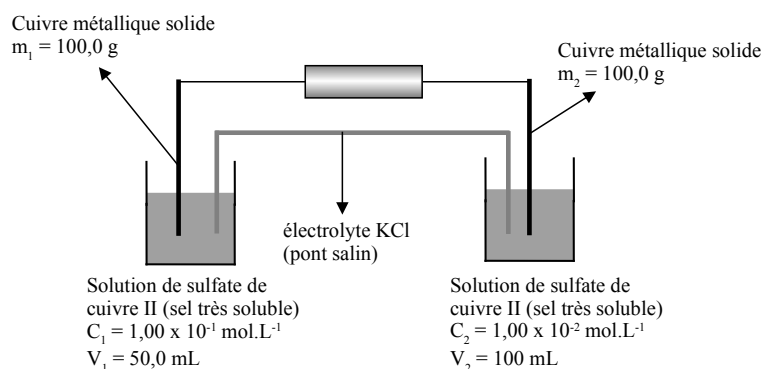 Cuivre métallique solide
m₁ = 100,0 g
Cuivre métallique solide
m₂ = 100,0 g
électrolyte KCl
(pont salin)
Solution de sulfate de
cuivre II (sel très soluble)
C₁ = 1,00 x 10⁻¹ mol.L⁻¹
V₁ = 50,0 mL
Solution de sulfate de
cuivre II (sel très soluble)
C₂ = 1,00 x 10⁻² mol.L⁻¹
V₂ = 100 mL